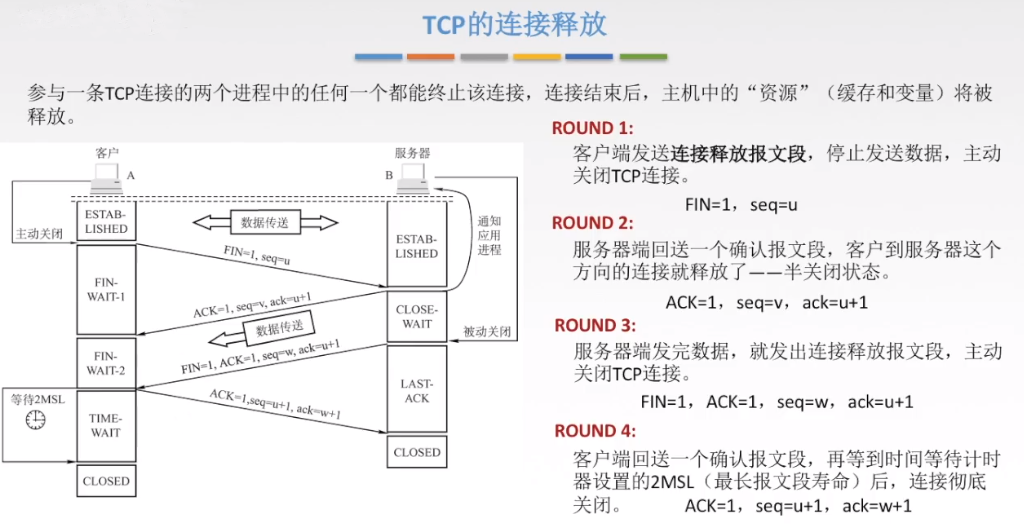 TCP的连接释放
参与一条TCP连接的两个进程中的任何一个都能终止该连接，连接结束后，主机中的“资源”（缓存和变量）将被
释放。
客户
A
服务器
B
ESTAB-
LISHED
数据传送
主动关闭
FIN=1, seq=u
ESTAB-
LISHED
通知
应用
进程
FIN-
WAIT-1
ACK=1, seq=v, ack=u+1
CLOSE-
WAIT
数据传送
被动关闭
FIN-
WAIT-2
FIN=1, ACK=1, seq=w, ack=u+1
等待2MSL
TIME-
WAIT
ACK=1,seq=u+1, ack=w+1
LAST-
ACK
CLOSED
CLOSED
ROUND 1:
客户端发送连接释放报文段，停止发送数据，主动
关闭TCP连接。
FIN=1，seq=u
ROUND 2:
服务器端回送一个确认报文段，客户到服务器这个
方向的连接就释放了——半关闭状态。
ACK=1，seq=v，ack=u+1
ROUND 3:
服务器端发完数据，就发出连接释放报文段，主动
关闭TCP连接。
FIN=1，ACK=1，seq=w，ack=u+1
ROUND 4:
客户端回送一个确认报文段，再等到时间等待计时
器设置的2MSL（最长报文段寿命）后，连接彻底
关闭。 ACK=1，seq=u+1，ack=w+1